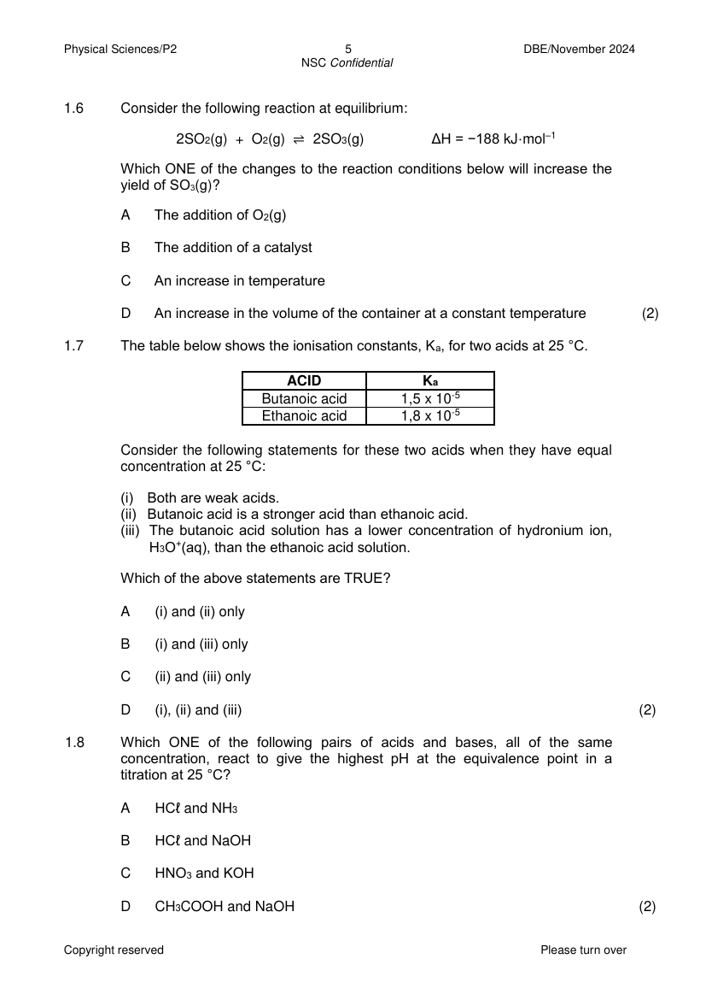 Physical Sciences/P2 5 DBE/November 2024
NSC Confidential
1.6 Consider the following reaction at equilibrium:
2SO₂(g) + O₂(g) ⇌ 2SO₃(g) ΔH = −188 kJ·mol⁻¹
Which ONE of the changes to the reaction conditions below will increase the
yield of SO₃(g)?
A The addition of O₂(g)
B The addition of a catalyst
C An increase in temperature
D An increase in the volume of the container at a constant temperature (2)
1.7 The table below shows the ionisation constants, Kₐ, for two acids at 25 °C.
ACID Kₐ
Butanoic acid 1,5 x 10⁻⁵
Ethanoic acid 1,8 x 10⁻⁵
Consider the following statements for these two acids when they have equal
concentration at 25 °C:
(i) Both are weak acids.
(ii) Butanoic acid is a stronger acid than ethanoic acid.
(iii) The butanoic acid solution has a lower concentration of hydronium ion,
H₃O⁺(aq), than the ethanoic acid solution.
Which of the above statements are TRUE?
A (i) and (ii) only
B (i) and (iii) only
C (ii) and (iii) only
D (i), (ii) and (iii) (2)
1.8 Which ONE of the following pairs of acids and bases, all of the same
concentration, react to give the highest pH at the equivalence point in a
titration at 25 °C?
A HCℓ and NH₃
B HCℓ and NaOH
C HNO₃ and KOH
D CH₃COOH and NaOH (2)
Copyright reserved Please turn over